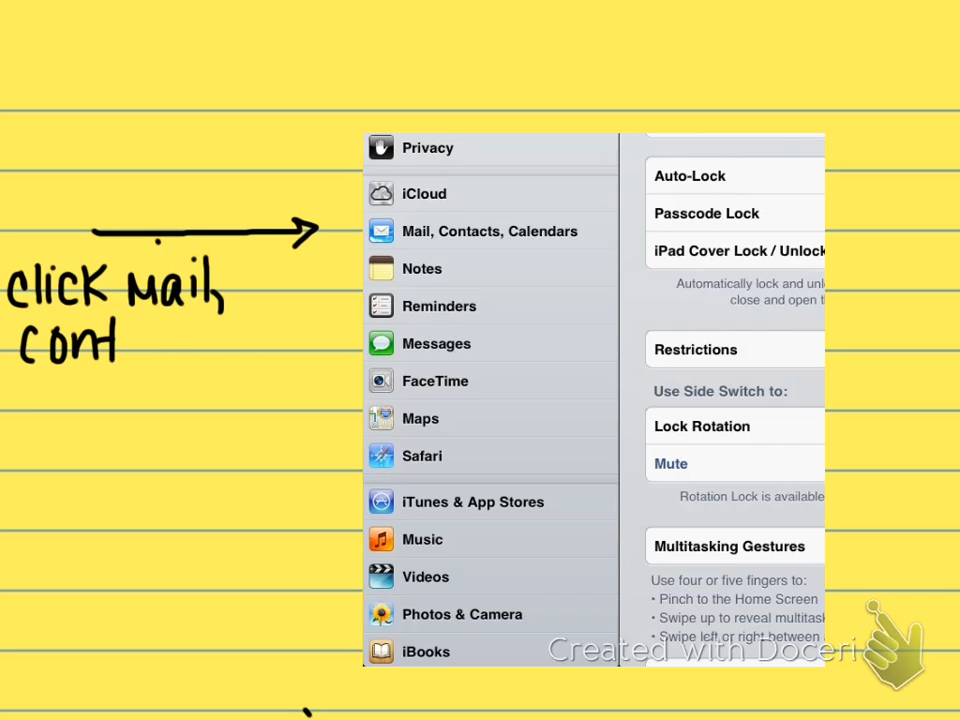 click Mail,
cont
Privacy
iCloud
Mail, Contacts, Calendars
Notes
Reminders
Messages
FaceTime
Maps
Safari
iTunes & App Stores
Music
Videos
Photos & Camera
iBooks
Auto-Lock
Passcode Lock
iPad Cover Lock / Unlock
Automatically lock and unl
close and open t
Restrictions
Use Side Switch to:
Lock Rotation
Mute
Rotation Lock is available
Multitasking Gestures
Use four or five fingers to:
• Pinch to the Home Screen
• Swipe up to reveal multitask
• Swipe left or right between
Created with Doceri